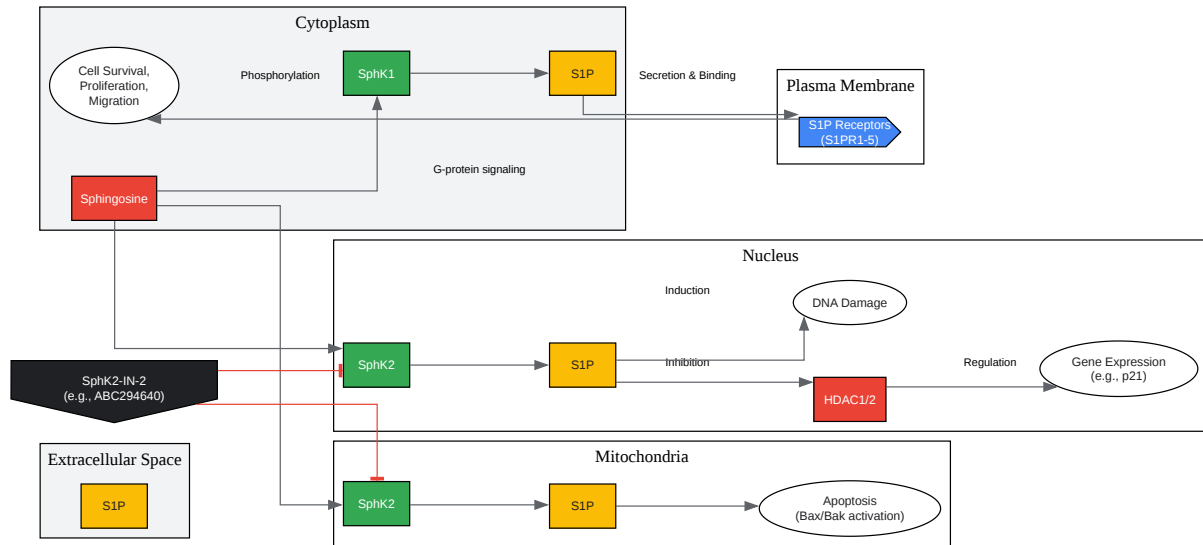 Cytoplasm
Cell Survival,
Proliferation,
Migration
Phosphorylation
SphK1
S1P
Secretion & Binding
Plasma Membrane
S1P Receptors
(S1PR1-5)
G-protein signaling
Sphingosine
Nucleus
Induction
DNA Damage
SphK2
S1P
Inhibition
Regulation
Gene Expression
(e.g., p21)
HDAC1/2
SphK2-IN-2
(e.g., ABC294640)
Extracellular Space
S1P
Mitochondria
SphK2
S1P
Apoptosis
(Bax/Bak activation)